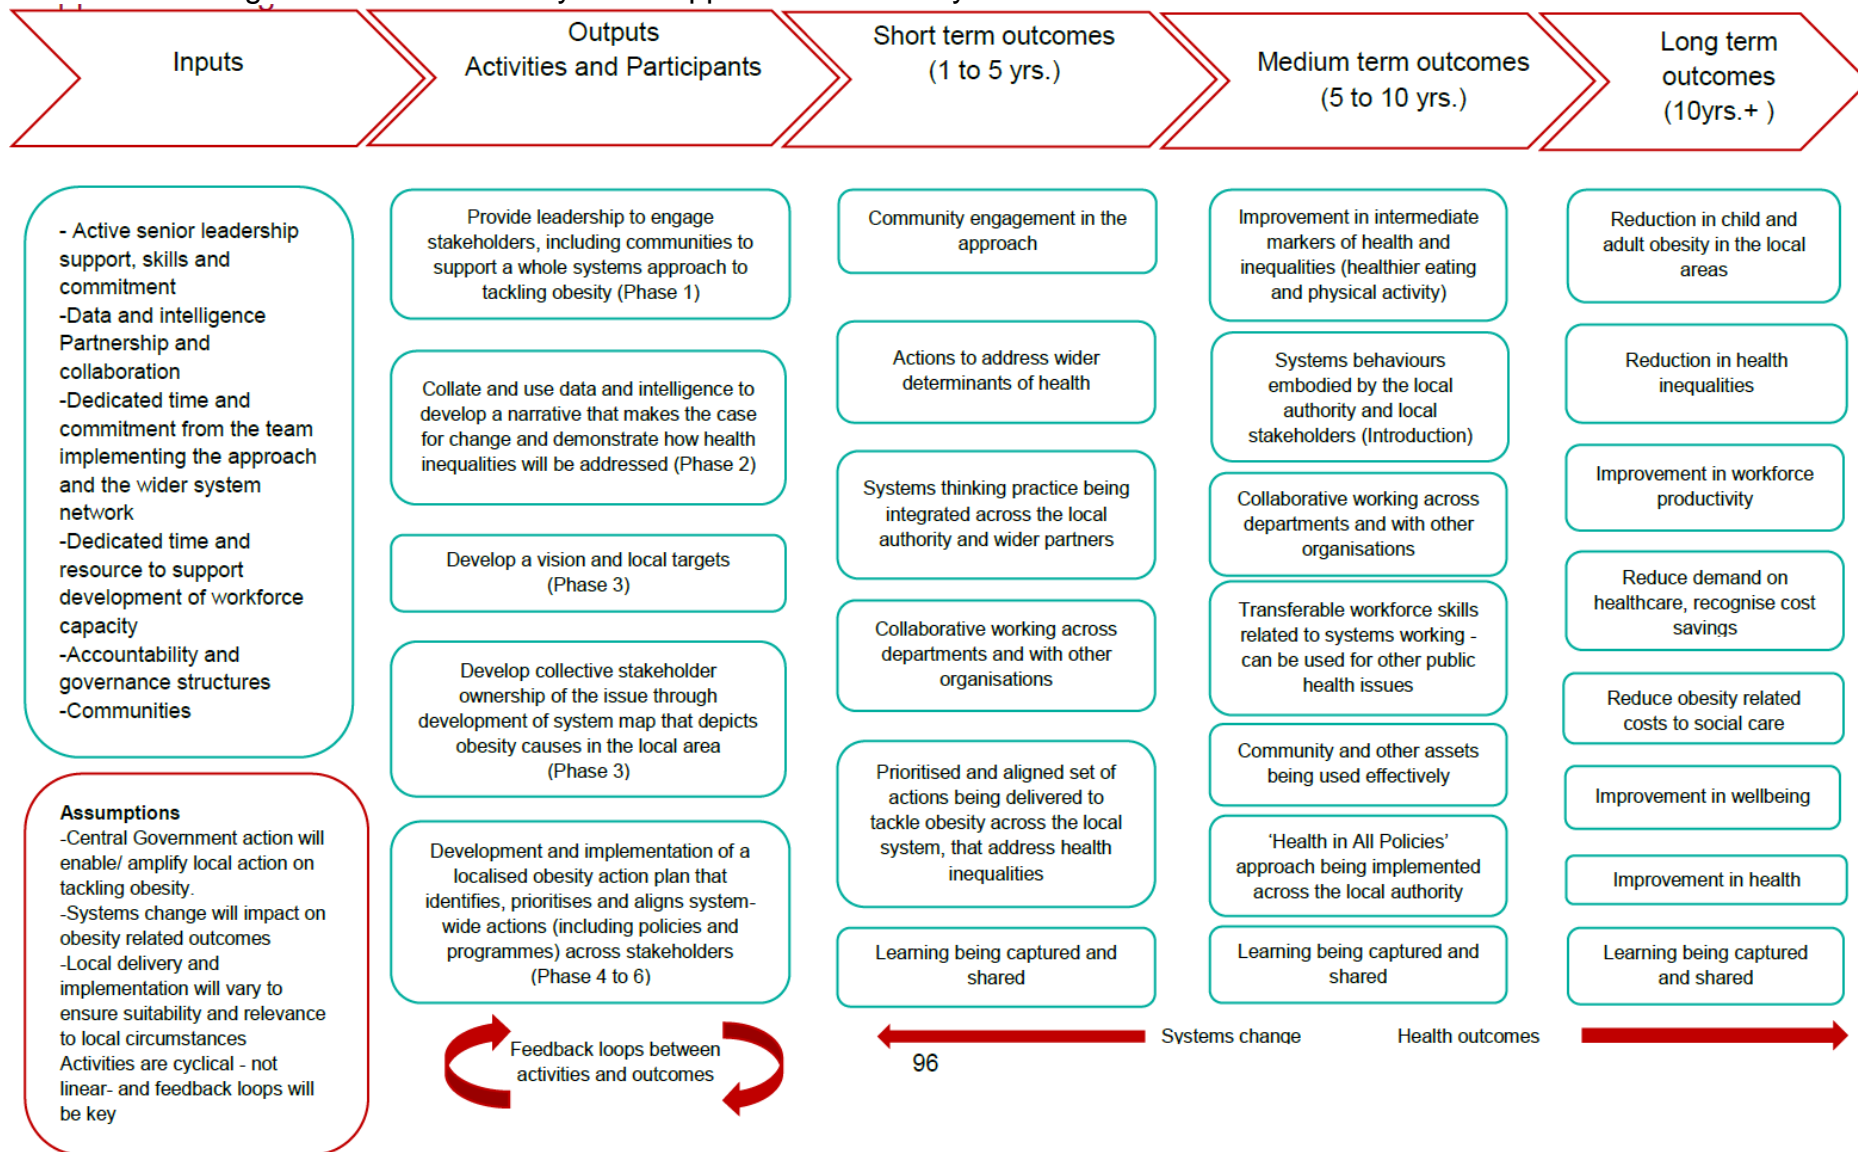 Inputs
Outputs
Activities and Participants
Short term outcomes
(1 to 5 yrs.)
Medium term outcomes
(5 to 10 yrs.)
Long term
outcomes
(10yrs.+ )
- Active senior leadership
support, skills and
commitment
-Data and intelligence
Partnership and
collaboration
-Dedicated time and
commitment from the team
implementing the approach
and the wider system
network
-Dedicated time and
resource to support
development of workforce
capacity
-Accountability and
governance structures
-Communities
Assumptions
-Central Government action will
enable/ amplify local action on
tackling obesity.
-Systems change will impact on
obesity related outcomes
-Local delivery and
implementation will vary to
ensure suitability and relevance
to local circumstances
Activities are cyclical - not
linear- and feedback loops will
be key
Provide leadership to engage
stakeholders, including communities to
support a whole systems approach to
tackling obesity (Phase 1)
Collate and use data and intelligence to
develop a narrative that makes the case
for change and demonstrate how health
inequalities will be addressed (Phase 2)
Develop a vision and local targets
(Phase 3)
Develop collective stakeholder
ownership of the issue through
development of system map that depicts
obesity causes in the local area
(Phase 3)
Development and implementation of a
localised obesity action plan that
identifies, prioritises and aligns system-
wide actions (including policies and
programmes) across stakeholders
(Phase 4 to 6)
Feedback loops between
activities and outcomes
Community engagement in the
approach
Actions to address wider
determinants of health
Systems thinking practice being
integrated across the local
authority and wider partners
Collaborative working across
departments and with other
organisations
Prioritised and aligned set of
actions being delivered to
tackle obesity across the local
system, that address health
inequalities
Learning being captured and
shared
Improvement in intermediate
markers of health and
inequalities (healthier eating
and physical activity)
Systems behaviours
embodied by the local
authority and local
stakeholders (Introduction)
Collaborative working across
departments and with other
organisations
Transferable workforce skills
related to systems working -
can be used for other public
health issues
Community and other assets
being used effectively
‘Health in All Policies’
approach being implemented
across the local authority
Learning being captured and
shared
Reduction in child and
adult obesity in the local
areas
Reduction in health
inequalities
Improvement in workforce
productivity
Reduce demand on
healthcare, recognise cost
savings
Reduce obesity related
costs to social care
Improvement in wellbeing
Improvement in health
Learning being captured
and shared
Systems change
Health outcomes
96